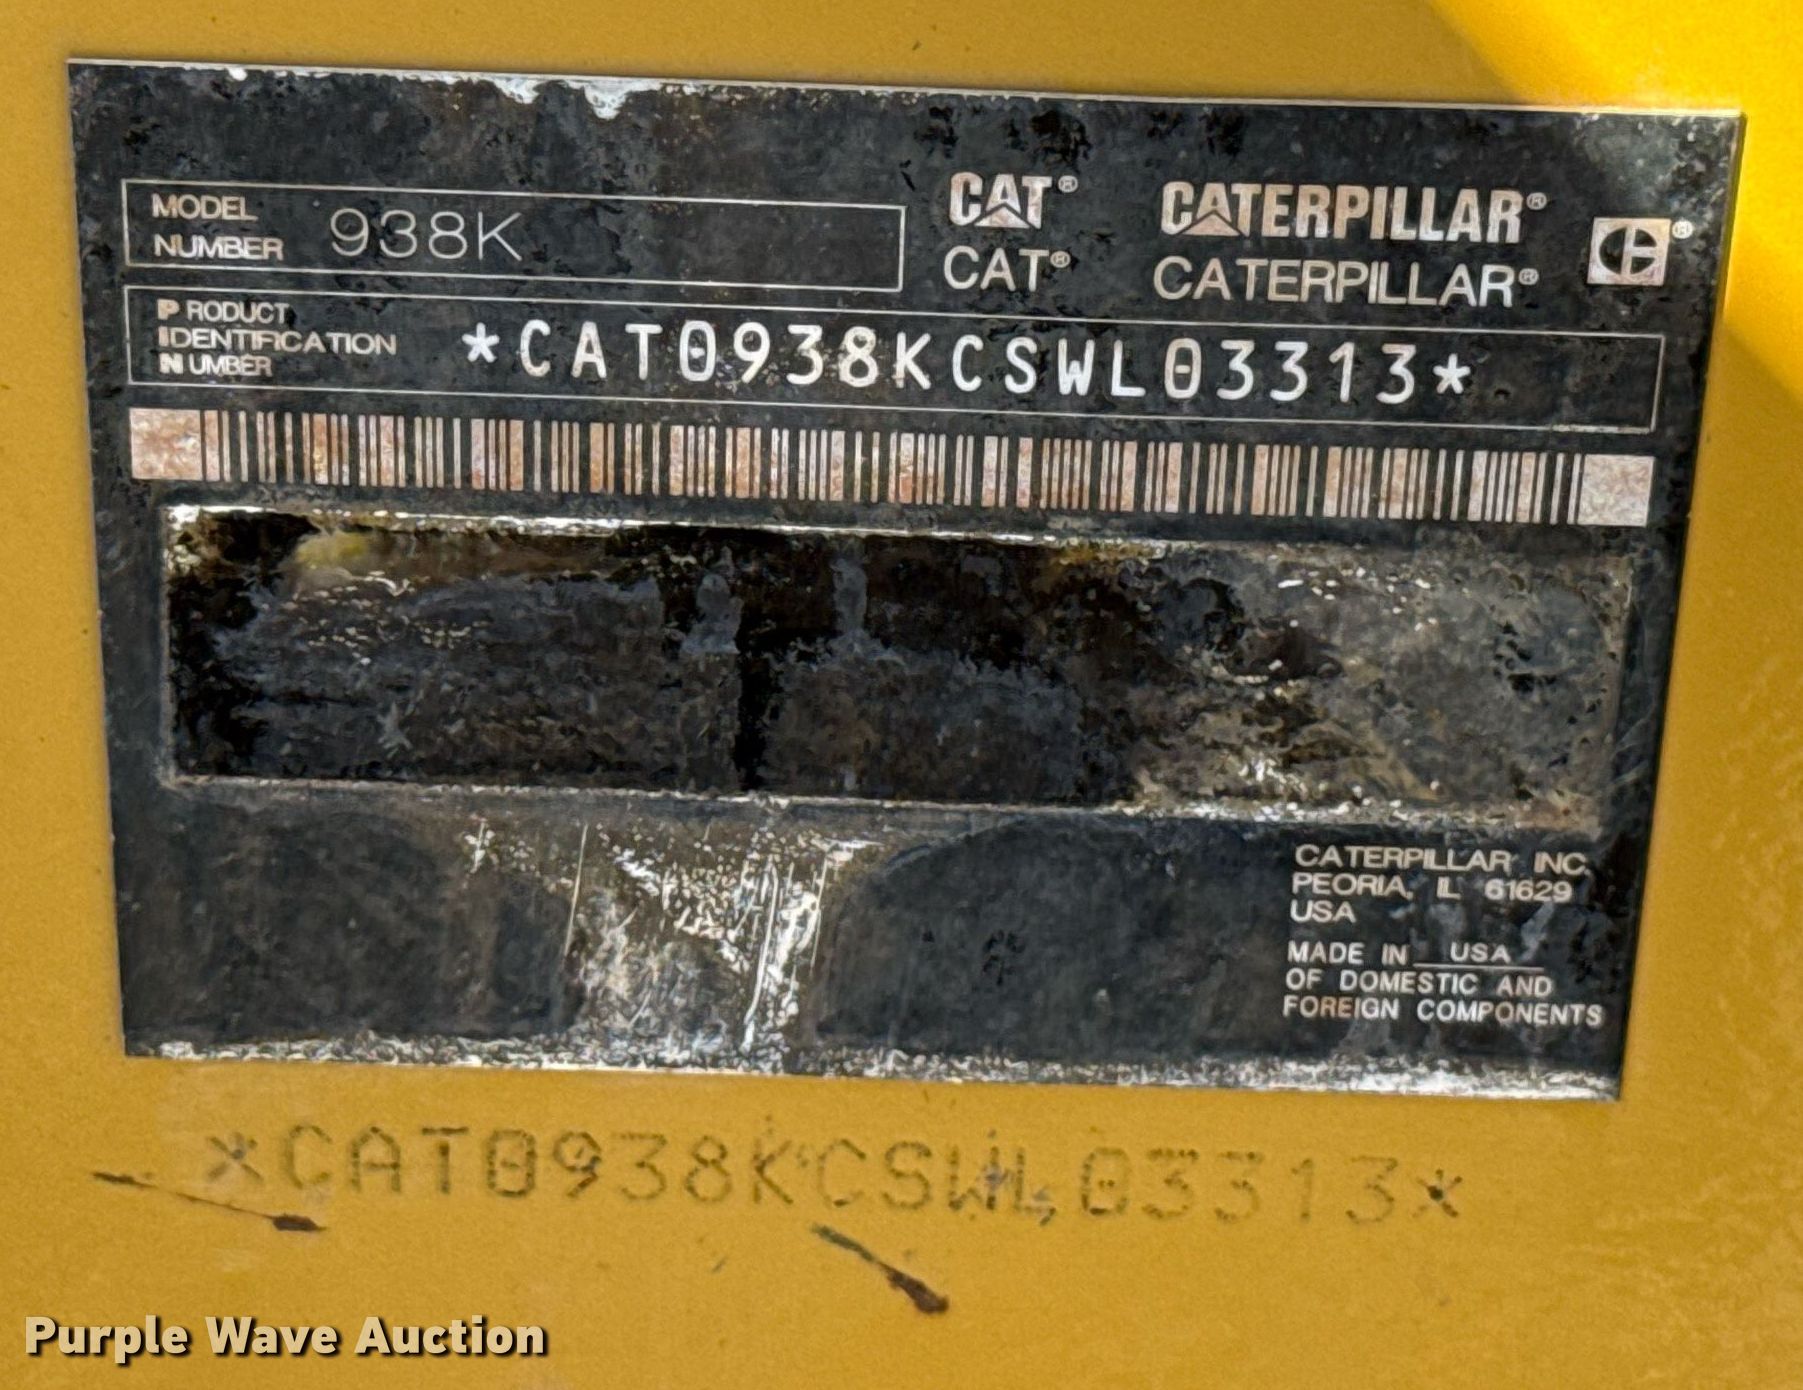 MODEL NUMBER 938K
CAT® CATERPILLAR®
CAT® CATERPILLAR® CE®
PRODUCT IDENTIFICATION NUMBER *CAT0938KCSWL03313*
CATERPILLAR INC.
PEORIA, IL 61629
USA
MADE IN USA
OF DOMESTIC AND
FOREIGN COMPONENTS
*CAT0938KCSWL03313*
Purple Wave Auction